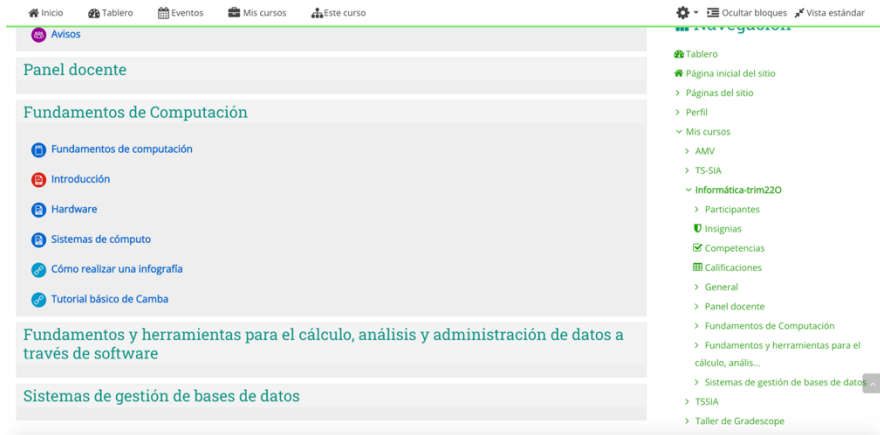 Inicio
Tablero
Eventos
Mis cursos
Este curso
Ocultar bloques
Vista estándar
Avisos
Panel docente
Fundamentos de Computación
Fundamentos de computación
Introducción
Hardware
Sistemas de cómputo
Cómo realizar una infografía
Tutorial básico de Camba
Fundamentos y herramientas para el cálculo, análisis y administración de datos a
través de software
Sistemas de gestión de bases de datos
Navegación
Tablero
Página inicial del sitio
Páginas del sitio
Perfil
Mis cursos
AMV
TS-SIA
Informática-trim22O
Participantes
Insignias
Competencias
Calificaciones
General
Panel docente
Fundamentos de Computación
Fundamentos y herramientas para el
cálculo, anális...
Sistemas de gestión de bases de datos
TSSIA
Taller de Gradescope